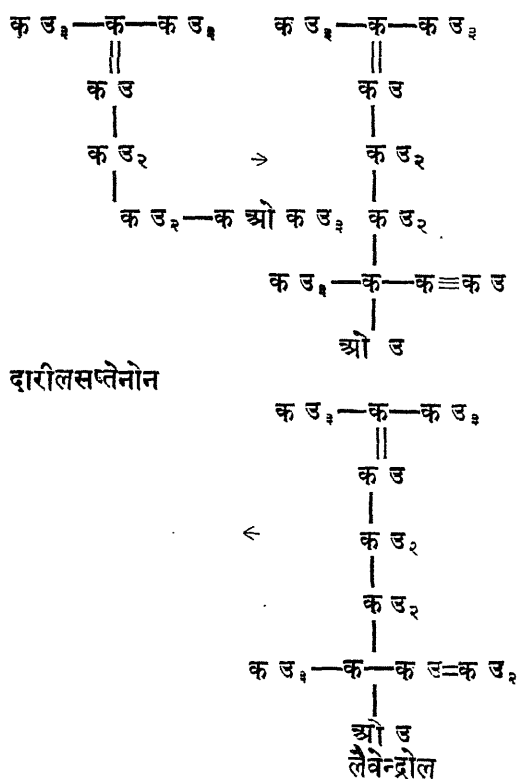 क उ₃—क—क उ₃ क उ₃—क—क उ₃
क उ क उ
क उ₂ → क उ₂
क उ₂—क ओ क उ₃ क उ₂
क उ₃—क—क≡क उ
ओ उ
दारीलसप्तेनोन
क उ₃—क—क उ₃
क उ
← क उ₂
क उ₂
क उ₃—क—क उ=क उ₂
ओ उ
लैवेन्द्रोल